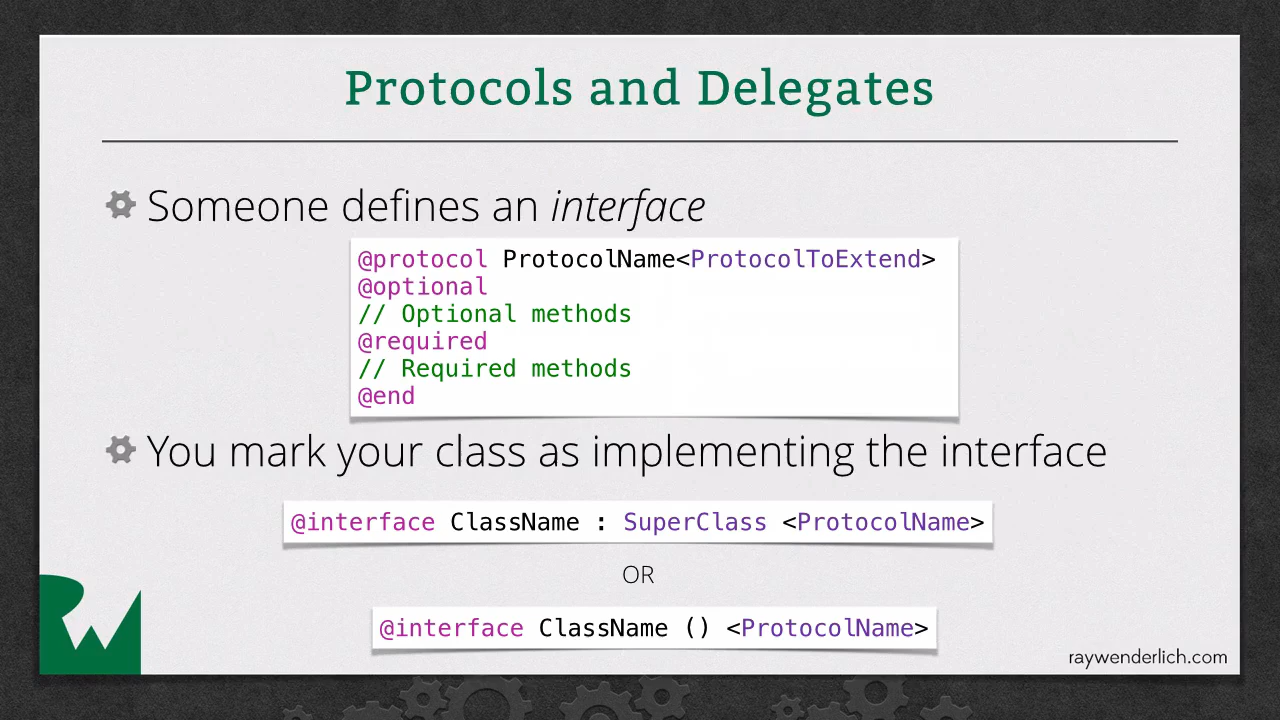 Protocols and Delegates
Someone defines an interface
@protocol ProtocolName<ProtocolToExtend>
@optional
// Optional methods
@required
// Required methods
@end
You mark your class as implementing the interface
@interface ClassName : SuperClass <ProtocolName>
OR
@interface ClassName () <ProtocolName>
RW
raywenderlich.com